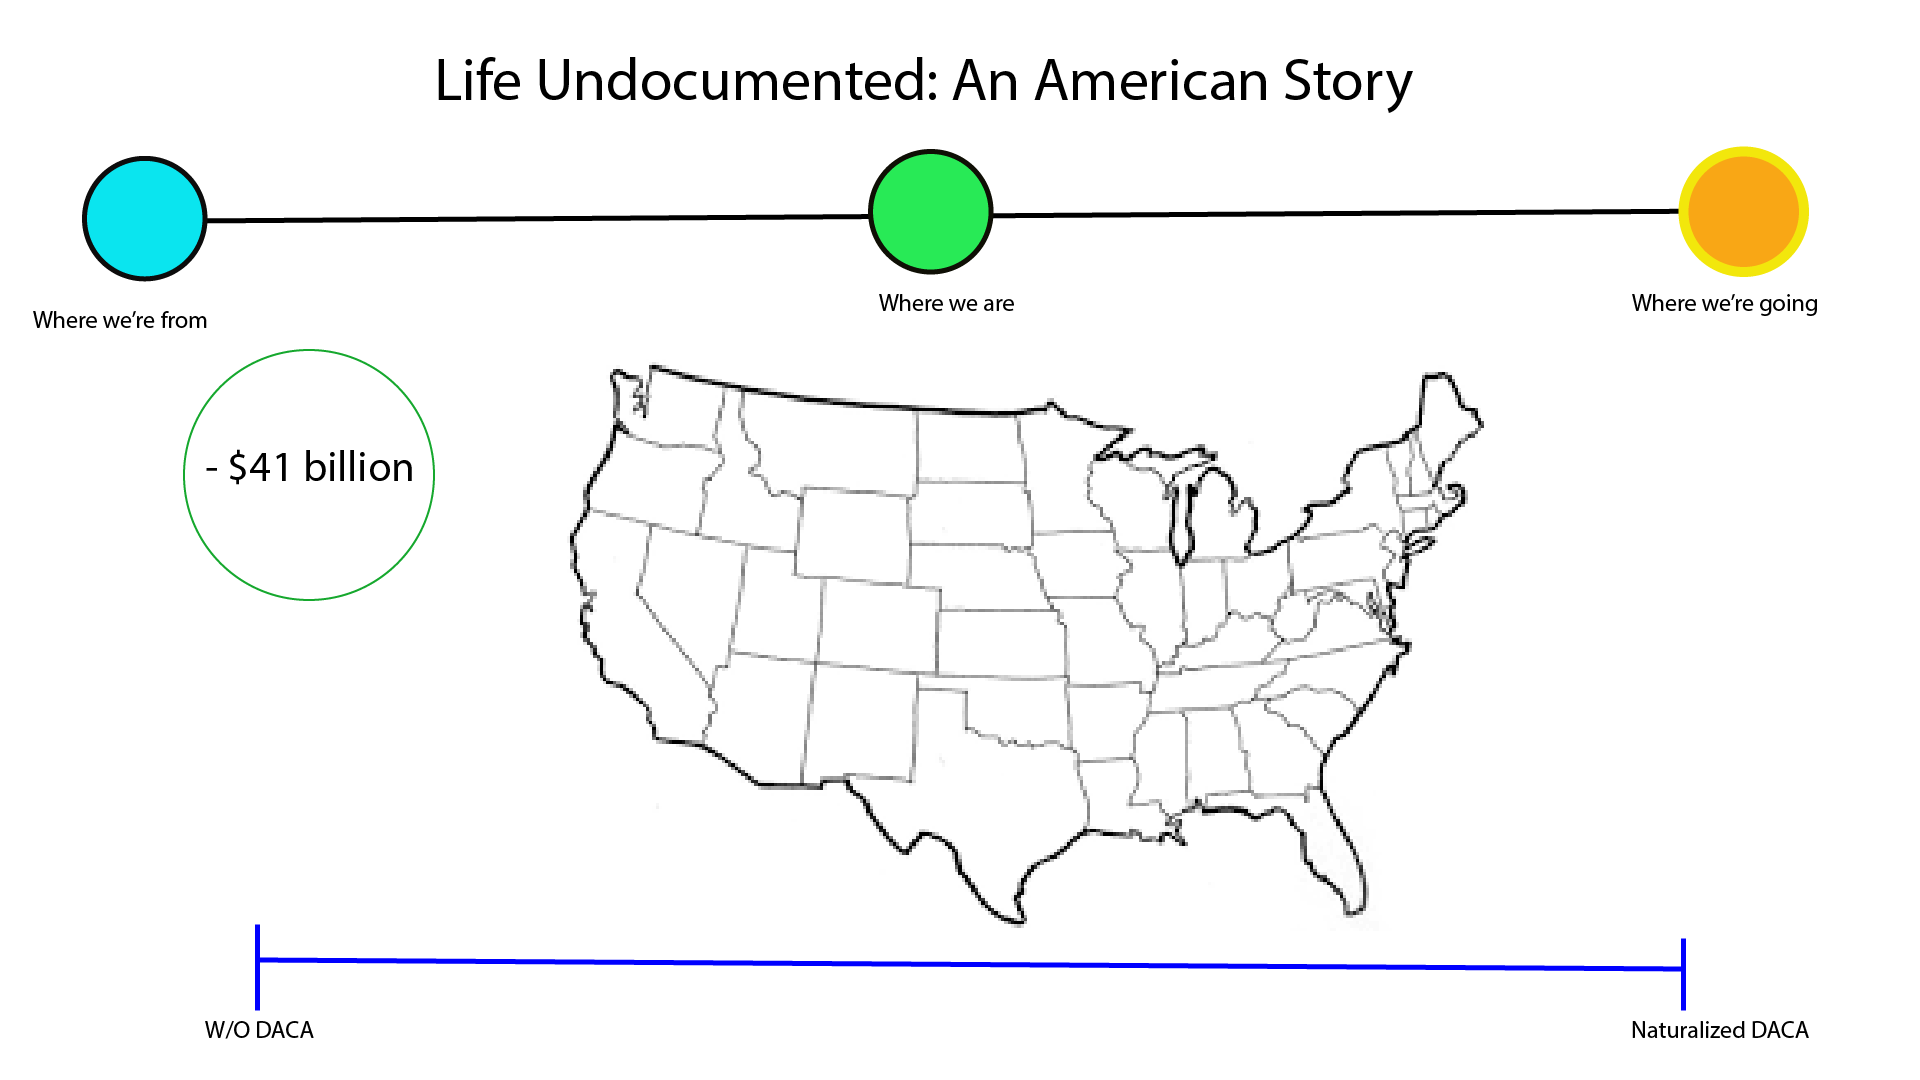 Life Undocumented: An American Story
Where we're from
Where we are
Where we're going
- $41 billion
W/O DACA
Naturalized DACA